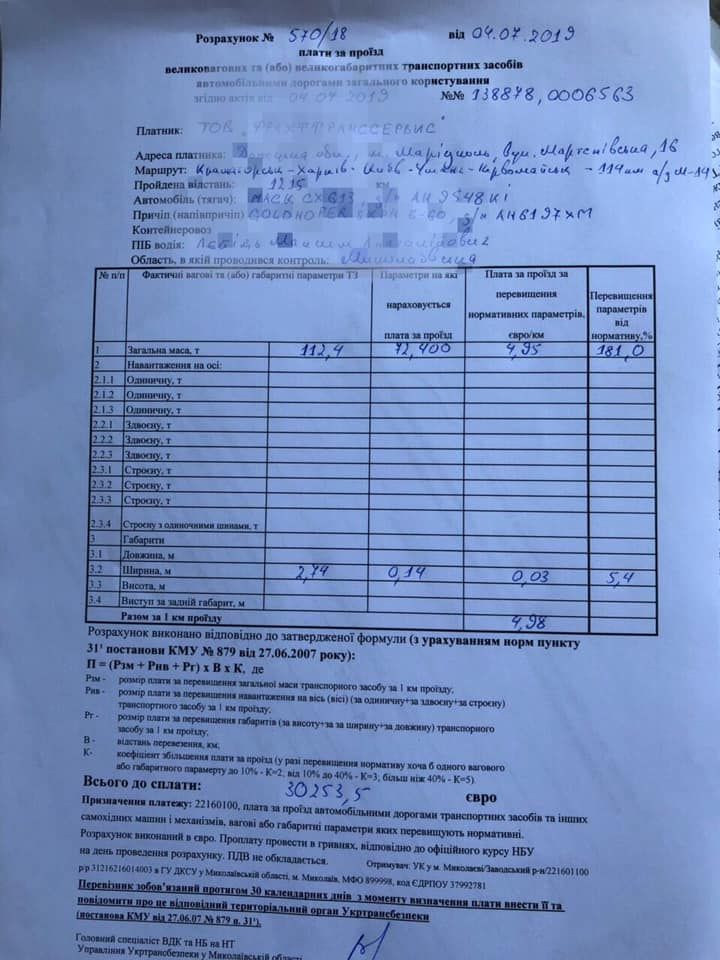 Розрахунок № 570/18 від 04.07.2019
плати за проїзд
великовагових та (або) великогабаритних транспортних засобів
автомобільними дорогами загального користування
згідно актів від 04.07.2019 №№ 138878, 0006563
Платник: ТОВ
Адреса платника: м. Маріуполь, вул. 16
Маршрут: Краматорськ - Харків - Київ - Умань - Первомайськ - 114 км а/д М-14
Пройдена відстань: 1215 км
Автомобіль (тягач): МАСК СХ613, д/н АН9548КІ
Причіп (напівпричіп) GOLDHOFER д/н АН6197ХМ
Контейнеровоз
ПІБ водія:
Область, в якій проводився контроль: Миколаївська
№ п/п Фактичні вагові та (або) габаритні параметри ТЗ Параметри на які нараховується плата за проїзд Плата за проїзд за перевищення нормативних параметрів, євро/км Перевищення параметрів від нормативу,%
1 Загальна маса, т 112,4 72,400 4,95 181,0
2 Навантаження на осі:
2.1.1 Одиничну, т
2.1.2 Одиничну, т
2.1.3 Одиничну, т
2.2.1 Здвоєну, т
2.2.2 Здвоєну, т
2.2.3 Здвоєну, т
2.3.1 Строєну, т
2.3.2 Строєну, т
2.3.3 Строєну, т
2.3.4 Строєну з одиночними шинами, т
3 Габарити
3.1 Довжина, м
3.2 Ширина, м 2,74 0,14 0,03 5,4
3.3 Висота, м
3.4 Виступ за задній габарит, м
Разом за 1 км проїзду 4,98
Розрахунок виконано відповідно до затвердженої формули (з урахуванням норм пункту
31¹ постанови КМУ № 879 від 27.06.2007 року):
П = (Рзм + Рнв + Рг) х В х К, де
Рзм - розмір плати за перевищення загальної маси транспортного засобу за 1 км проїзду;
Рнв - розмір плати за перевищення навантаження на вісь (вісі) (за одиничну+за здвоєну+за строєну)
транспортного засобу за 1 км проїзду;
Рг - розмір плати за перевищення габаритів (за висоту+за за ширину+за довжину) транспортного
засобу за 1 км проїзду;
В - відстань перевезення, км;
К- коефіцієнт збільшення плати за проїзд (у разі перевищення нормативу хоча б одного вагового
або габаритного парамерту до 10% - К=2, від 10% до 40% - К=3; більш ніж 40% - К=5).
Всього до сплати: 30253,5 євро
Призначення платежу: 22160100, плата за проїзд автомобільними дорогами транспортних засобів та інших
самохідних машин і механізмів, вагові або габаритні параметри яких перевищують нормативні.
Розрахунок виконаний в євро. Проплату провести в гривнях, відповідно до офіційного курсу НБУ
на день проведення розрахунку. ПДВ не обкладається. Отримувач: УК у м. Миколаєві/Заводський р-н/221601100
р/р 31216216014003 в ГУ ДКСУ у Миколаївській області, м. Миколаїв, МФО 899998, код ЄДРПОУ 37992781
Перевізник зобов'язаний протягом 30 календарних днів з моменту визначення плати внести її та
повідомити про це відповідний територіальний орган Укртрансбезпеки
(постанова КМУ від 27.06.07 № 879 п. 31¹).
Головний спеціаліст ВДК та НБ на НТ
Управління Укртрансбезпеки у Миколаївській області